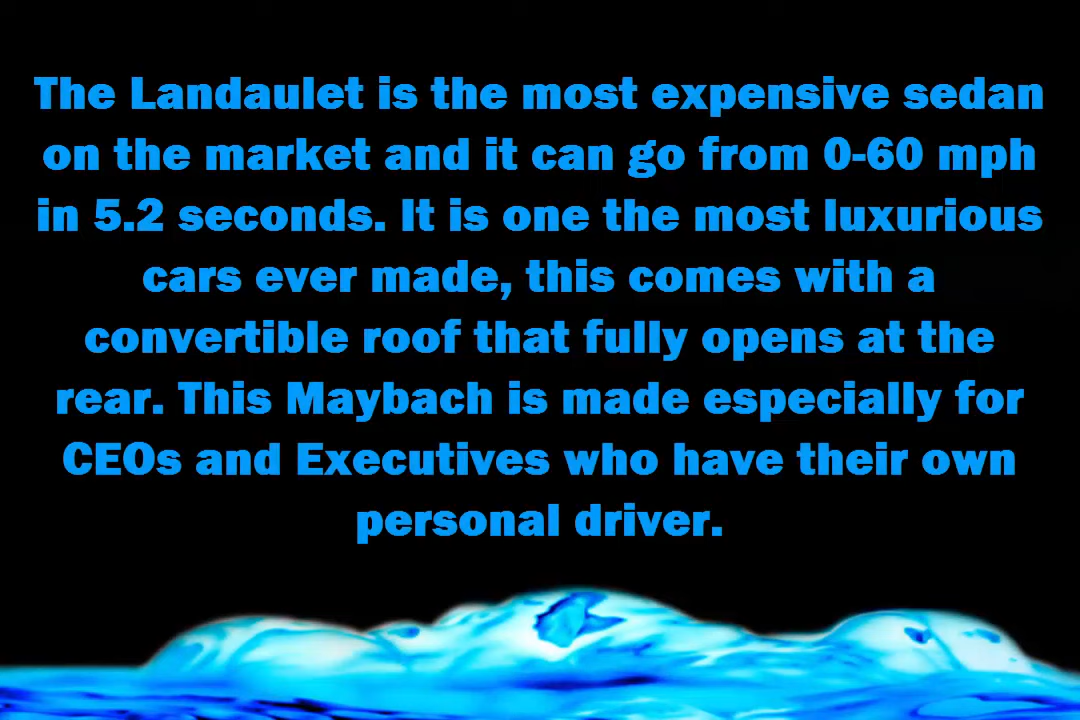 The Landaulet is the most expensive sedan
on the market and it can go from 0-60 mph
in 5.2 seconds. It is one the most luxurious
cars ever made, this comes with a
convertible roof that fully opens at the
rear. This Maybach is made especially for
CEOs and Executives who have their own
personal driver.